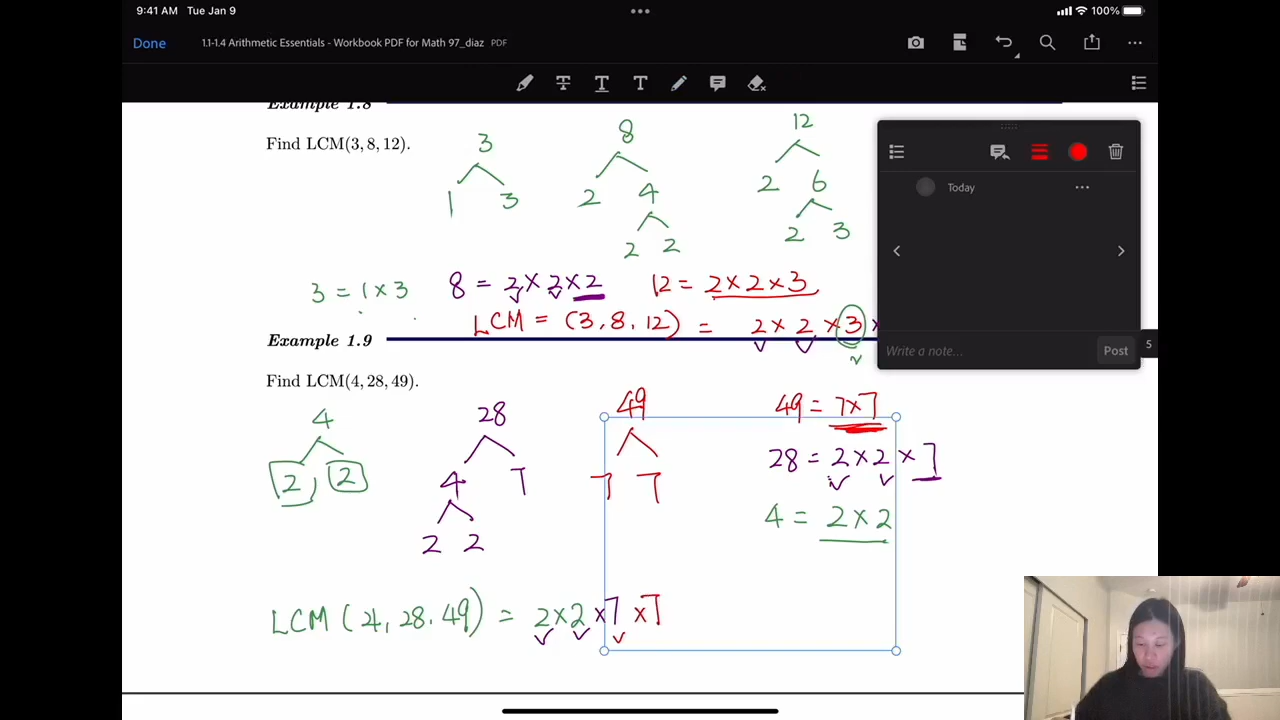 9:41 AM Tue Jan 9
100%
Done
1.1-1.4 Arithmetic Essentials - Workbook PDF for Math 97_diaz PDF
T T T
Example 1.8
Find LCM(3, 8, 12).
3 8 12
1 3 2 4 2 6
2 2 2 3
3 = 1 × 3 8 = 2 × 2 × 2 12 = 2 × 2 × 3
LCM = (3, 8, 12) = 2 × 2 × 3 ×
Today
Write a note...
Post
5
Example 1.9
Find LCM(4, 28, 49).
4 28 49 49 = 7×7
2 2 4 7 7 7 28 = 2 × 2 × 7
2 2 4 = 2 × 2
LCM (4, 28. 49) = 2 × 2 × 7 × 7